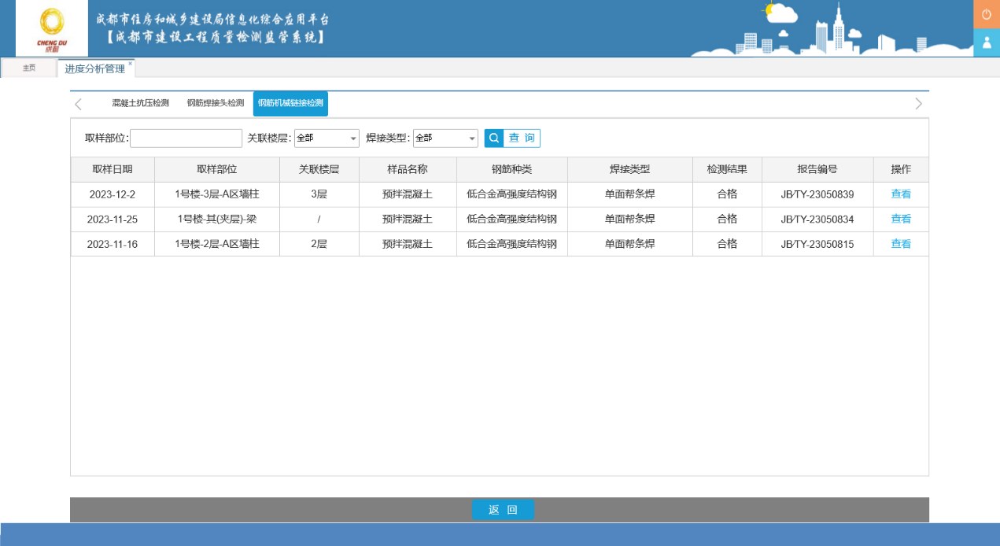 成都市住房和城乡建设局信息化综合应用平台
【成都市建设工程质量检测监管系统】
CHENG DU
成都
主页 进度分析管理 ×
混凝土抗压检测 钢筋焊接头检测 钢筋机械链接检测
取样部位: 关联楼层: 全部 焊接类型: 全部 查 询
取样日期 取样部位 关联楼层 样品名称 钢筋种类 焊接类型 检测结果 报告编号 操作
2023-12-2 1号楼-3层-A区墙柱 3层 预拌混凝土 低合金高强度结构钢 单面帮条焊 合格 JB/TY-23050839 查看
2023-11-25 1号楼-其(夹层)-梁 / 预拌混凝土 低合金高强度结构钢 单面帮条焊 合格 JB/TY-23050834 查看
2023-11-16 1号楼-2层-A区墙柱 2层 预拌混凝土 低合金高强度结构钢 单面帮条焊 合格 JB/TY-23050815 查看
返 回